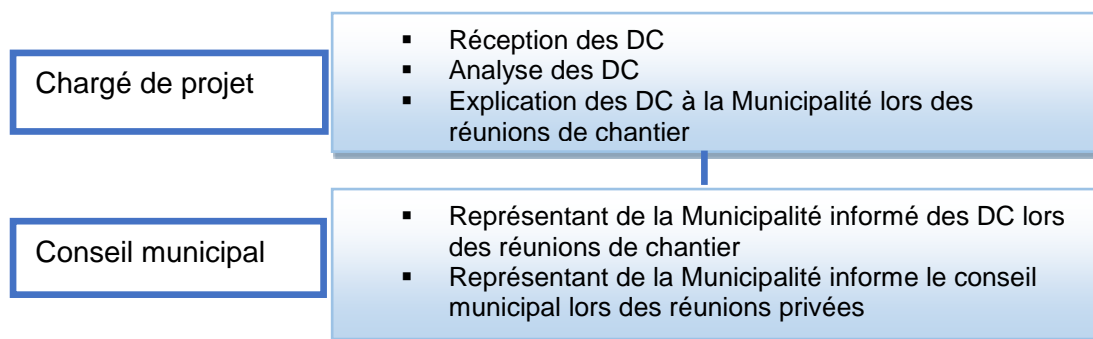 Chargé de projet
▪ Réception des DC
▪ Analyse des DC
▪ Explication des DC à la Municipalité lors des
réunions de chantier
Conseil municipal
▪ Représentant de la Municipalité informé des DC lors
des réunions de chantier
▪ Représentant de la Municipalité informe le conseil
municipal lors des réunions privées